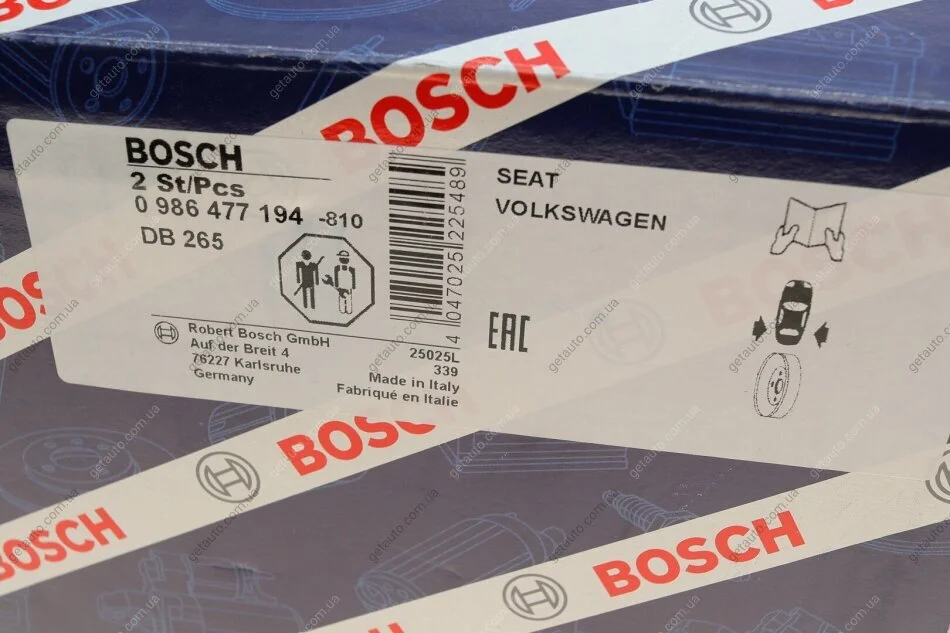 BOSCH
BOSCH
2 St/Pcs
0 986 477 194 -810
DB 265
4 047025 225489
SEAT
VOLKSWAGEN
EAC
Robert Bosch GmbH
Auf der Breit 4
76227 Karlsruhe
Germany
25025L
339
Made in Italy
Fabriqué en Italie
BOSCH
BOSCH
BOSCH
getauto.com.ua